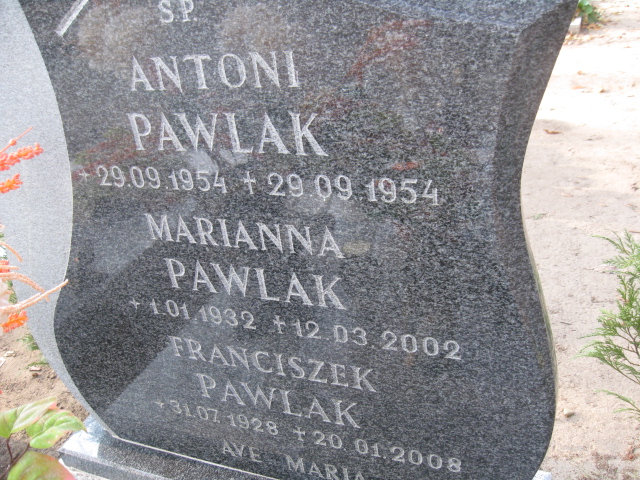 S.P.
ANTONI
PAWLAK
+29.09.1954 + 29.09.1954
MARIANNA
PAWLAK
+1.01.1932 +12.03.2002
FRANCISZEK
PAWLAK
+31.07.1928 +20.01.2008
AVE MARIA